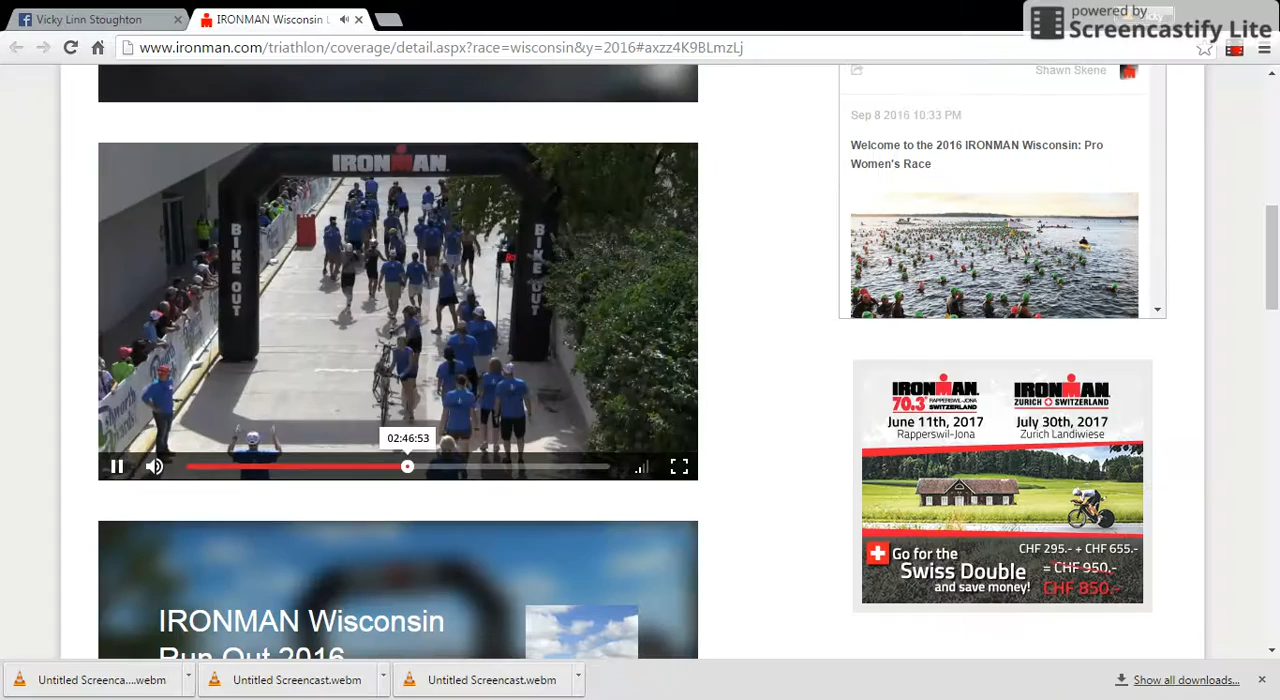 Vicky Linn Stoughton
IRONMAN Wisconsin L
powered by
Screencastify Lite
www.ironman.com/triathlon/coverage/detail.aspx?race=wisconsin&y=2016#axzz4K9BLmzLj
Shawn Skene
Sep 8 2016 10:33 PM
Welcome to the 2016 IRONMAN Wisconsin: Pro
Women's Race
IRONMAN
BIKE OUT
BIKE OUT
02:46:53
IRONMAN
70.3 RAPPERSWIL-JONA
SWITZERLAND
June 11th, 2017
Rapperswil-Jona
IRONMAN
ZURICH SWITZERLAND
July 30th, 2017
Zurich Landiwiese
Go for the
Swiss Double
and save money!
CHF 295.- + CHF 655.-
= CHF 950.-
CHF 850.-
IRONMAN Wisconsin
Run Out 2016
Untitled Screenca....webm
Untitled Screencast.webm
Untitled Screencast.webm
Show all downloads...